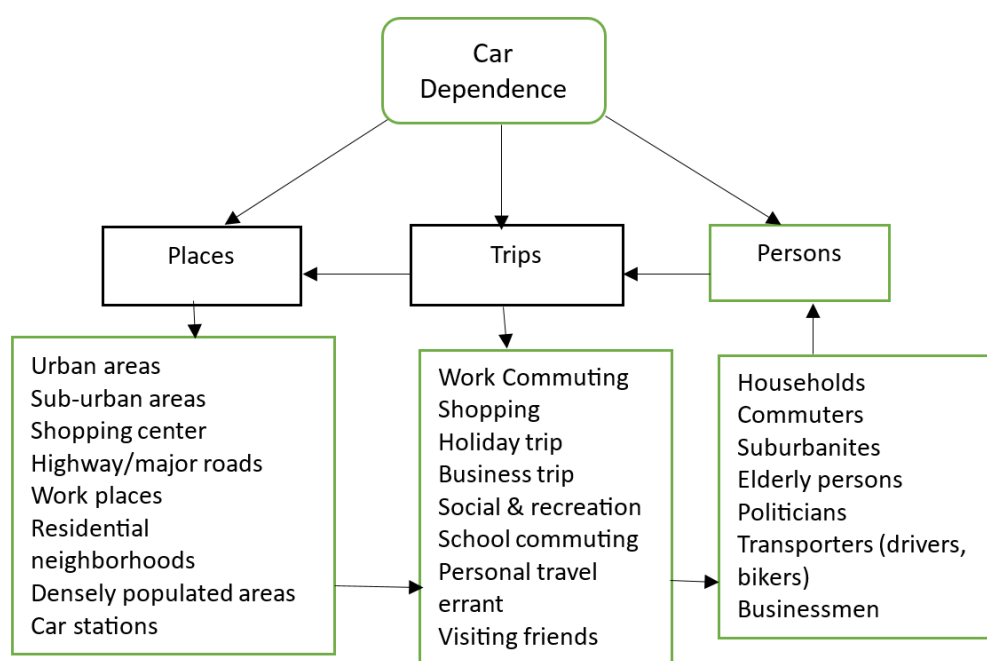 Car
Dependence
Places
Trips
Persons
Urban areas
Sub-urban areas
Shopping center
Highway/major roads
Work places
Residential
neighborhoods
Densely populated areas
Car stations
Work Commuting
Shopping
Holiday trip
Business trip
Social & recreation
School commuting
Personal travel
errant
Visiting friends
Households
Commuters
Suburbanites
Elderly persons
Politicians
Transporters (drivers,
bikers)
Businessmen